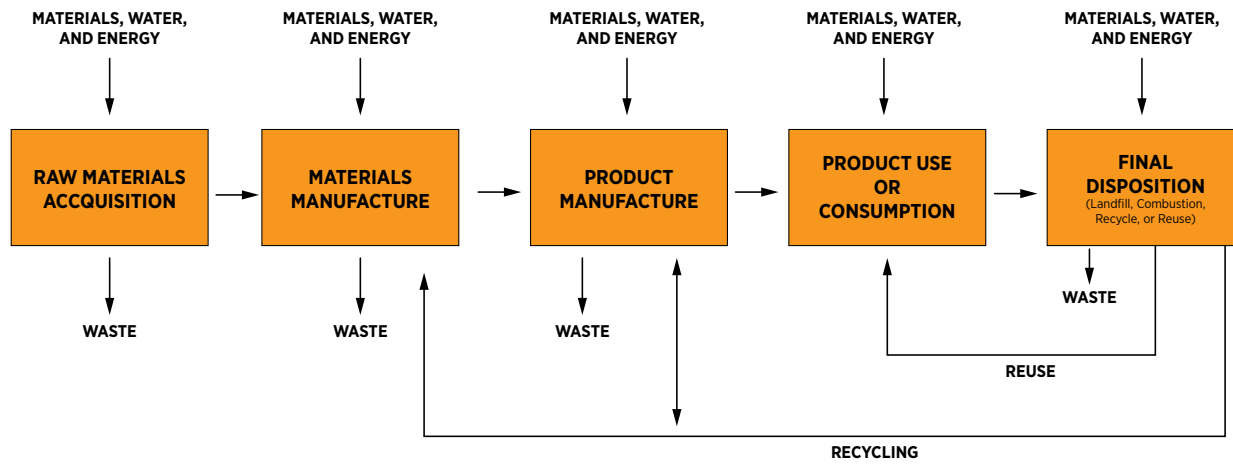 MATERIALS, WATER,
AND ENERGY
MATERIALS, WATER,
AND ENERGY
MATERIALS, WATER,
AND ENERGY
MATERIALS, WATER,
AND ENERGY
MATERIALS, WATER,
AND ENERGY
RAW MATERIALS
ACCQUISITION
MATERIALS
MANUFACTURE
PRODUCT
MANUFACTURE
PRODUCT USE
OR
CONSUMPTION
FINAL
DISPOSITION
(Landfill, Combustion,
Recycle, or Reuse)
WASTE
WASTE
WASTE
WASTE
REUSE
RECYCLING